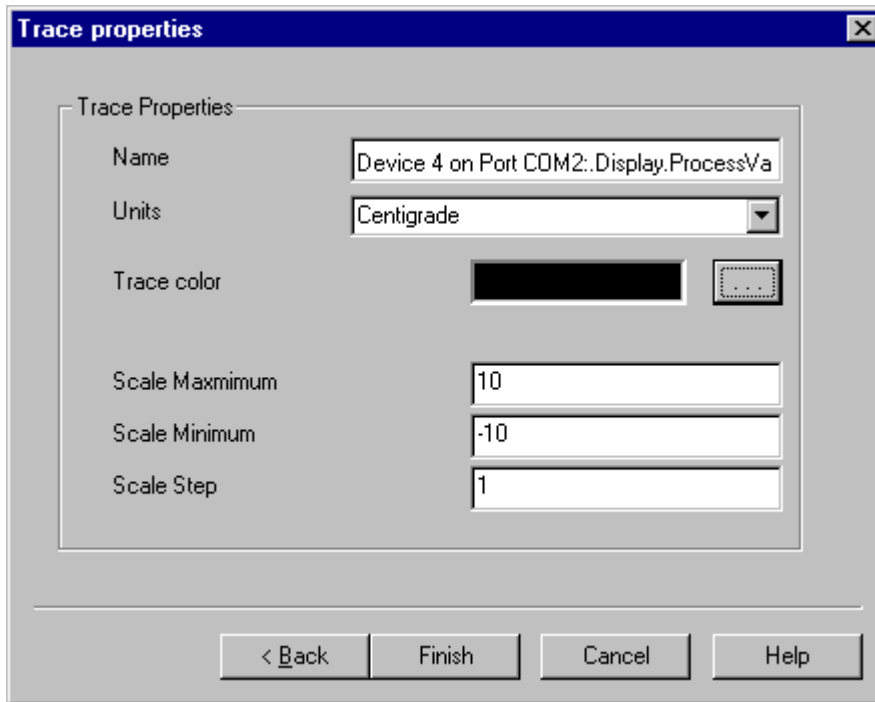 Trace properties
Trace Properties
Name
Device 4 on Port COM2:.Display.ProcessVa
Units
Centigrade
Trace color
...
Scale Maxmimum
10
Scale Minimum
-10
Scale Step
1
< Back
Finish
Cancel
Help